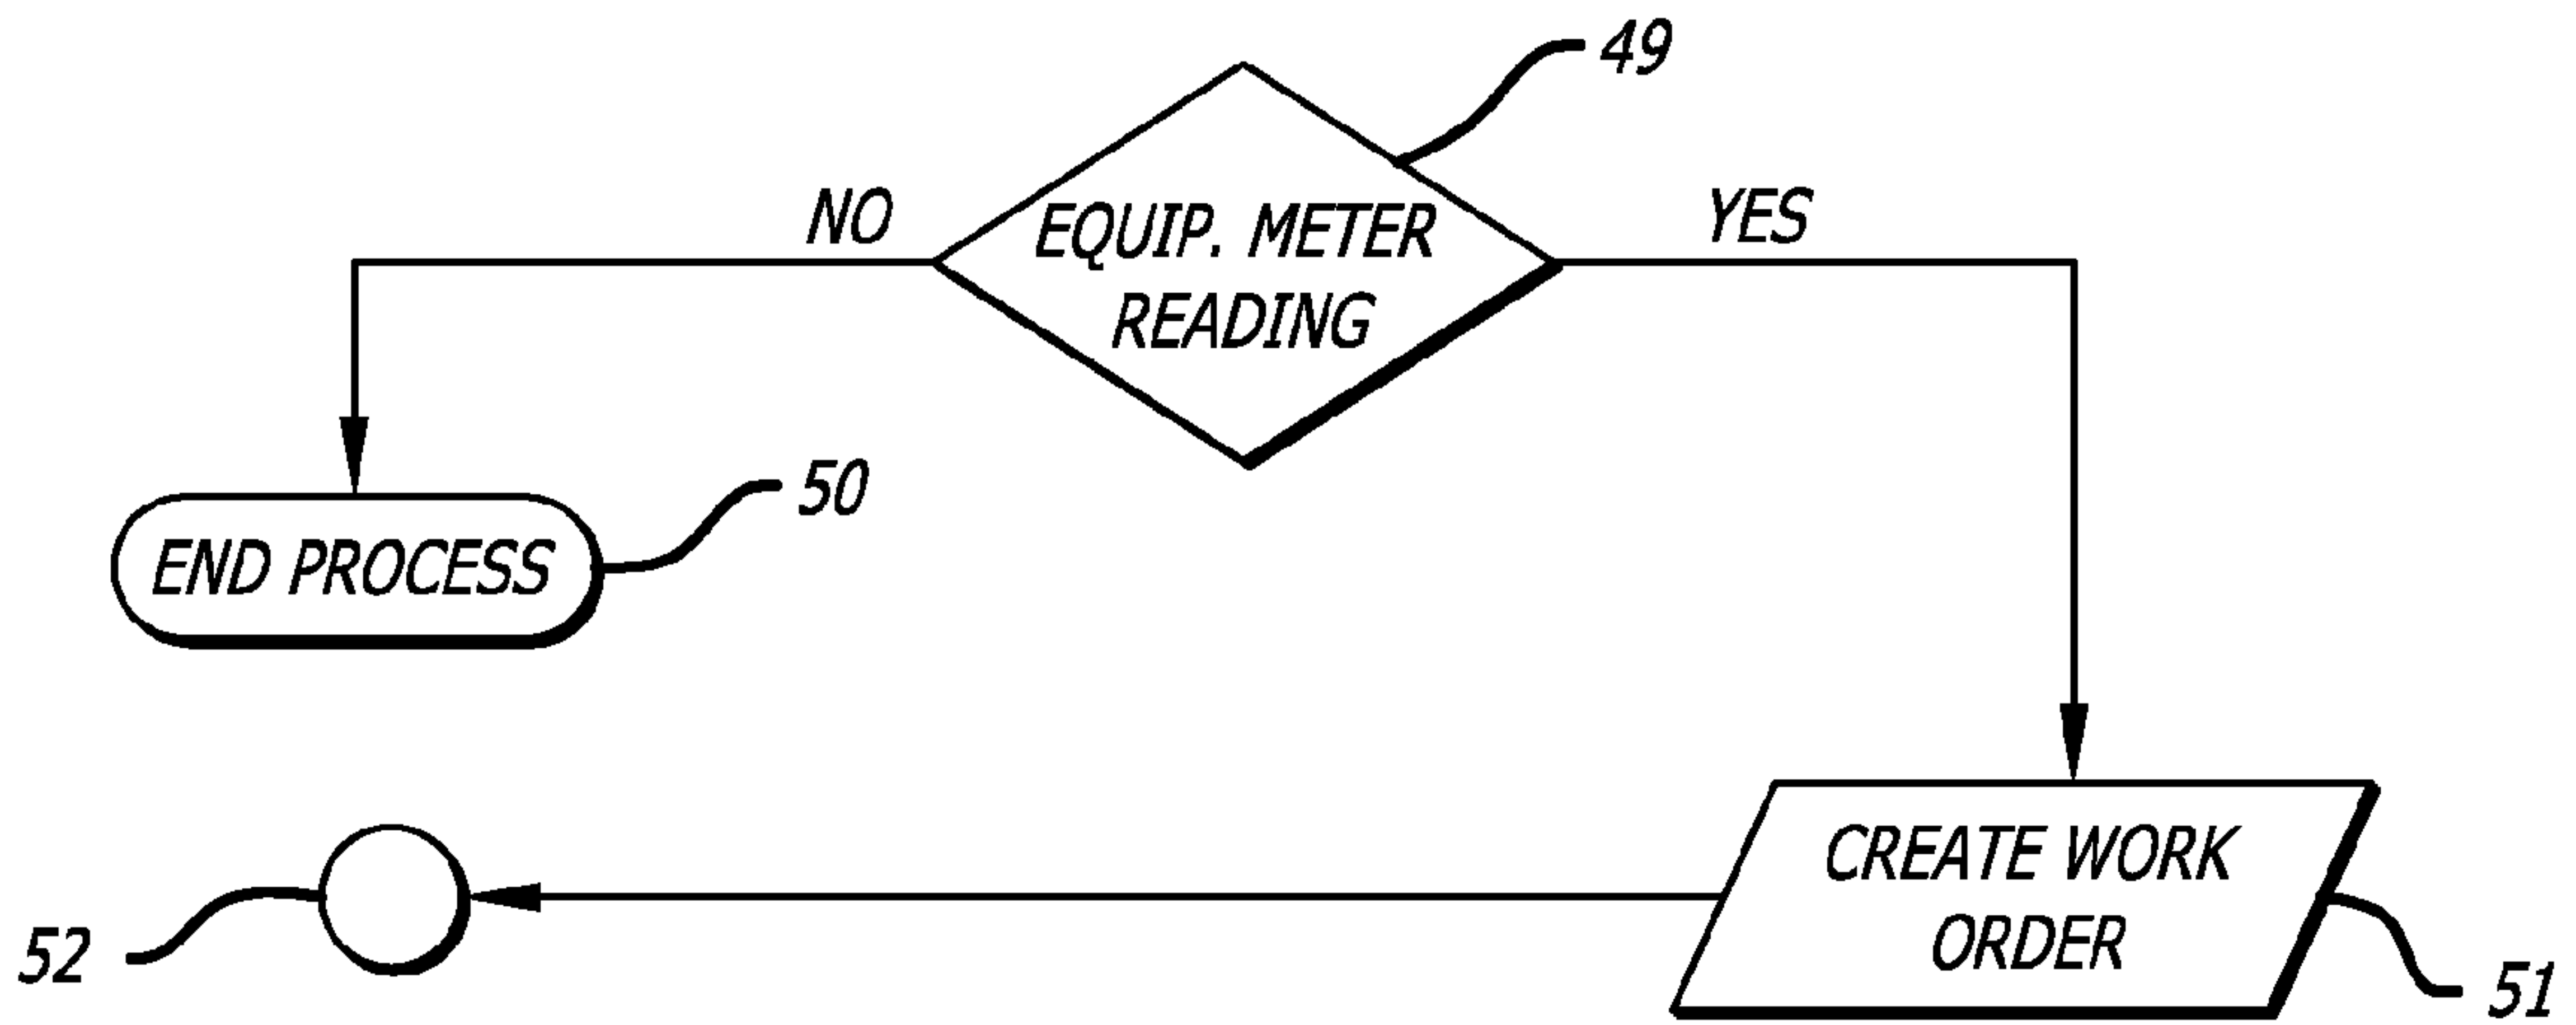 49
NO
YES
EQUIP. METER
READING
50
END PROCESS
CREATE WORK
ORDER
52
51